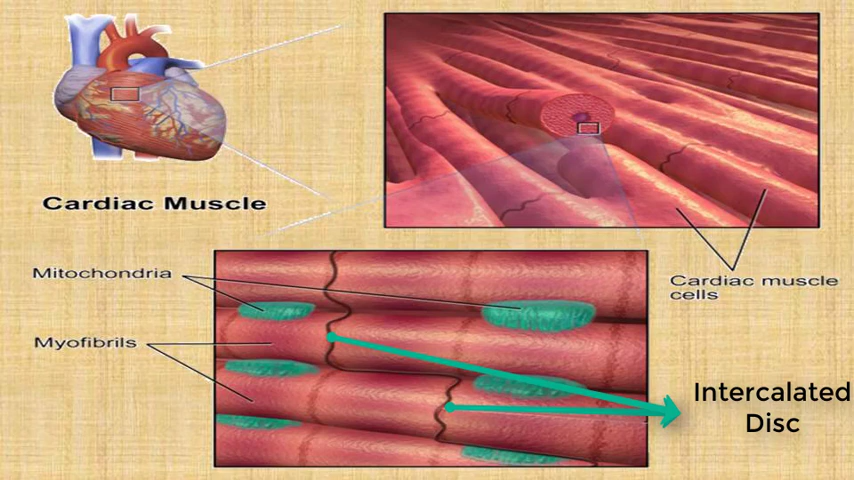 Cardiac Muscle
Cardiac muscle
cells
Mitochondria
Myofibrils
Intercalated
Disc